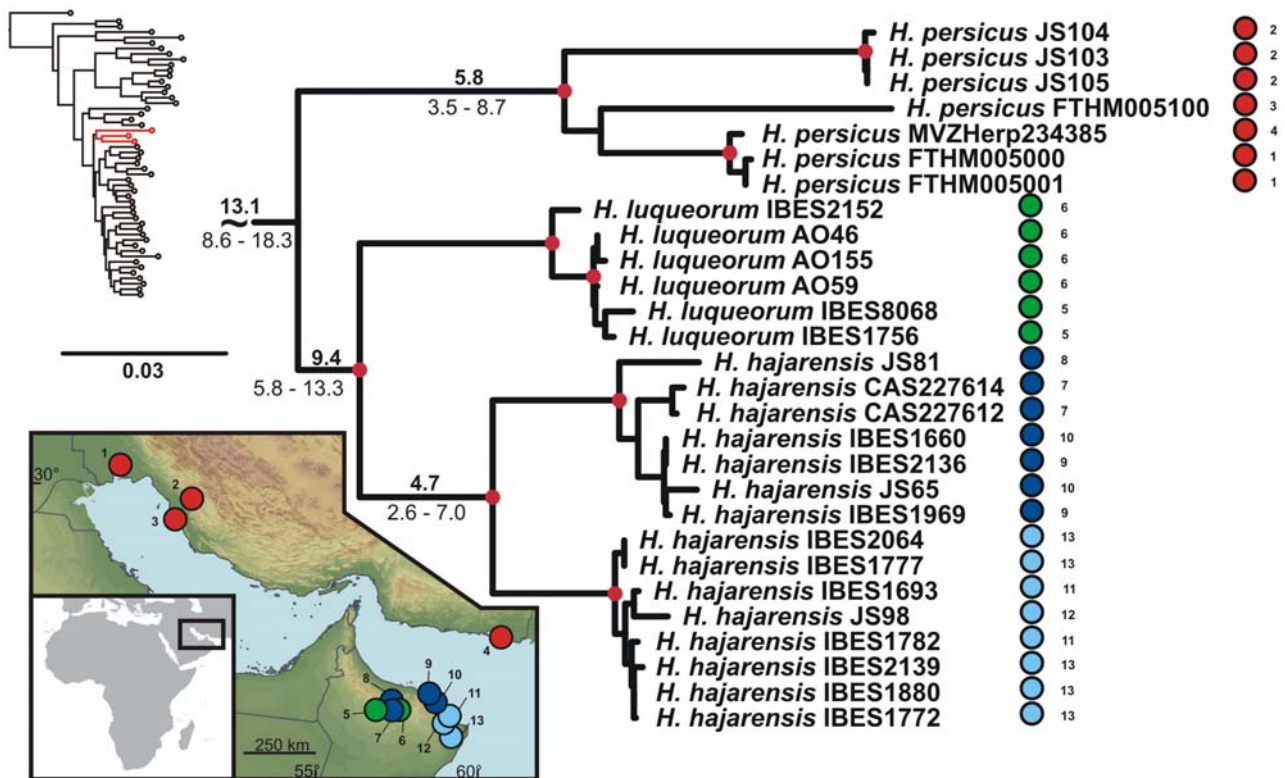 H. persicus JS104 2
H. persicus JS103 2
H. persicus JS105 2
H. persicus FTHM005100 3
H. persicus MVZHerp234385 4
H. persicus FTHM005000 1
H. persicus FTHM005001 1
H. luqueorum IBES2152 6
H. luqueorum AO46 6
H. luqueorum AO155 6
H. luqueorum AO59 6
H. luqueorum IBES8068 5
H. luqueorum IBES1756 5
H. hajarensis JS81 8
H. hajarensis CAS227614 7
H. hajarensis CAS227612 7
H. hajarensis IBES1660 10
H. hajarensis IBES2136 9
H. hajarensis JS65 10
H. hajarensis IBES1969 9
H. hajarensis IBES2064 13
H. hajarensis IBES1777 13
H. hajarensis IBES1693 11
H. hajarensis JS98 12
H. hajarensis IBES1782 11
H. hajarensis IBES2139 13
H. hajarensis IBES1880 13
H. hajarensis IBES1772 13
5.8
3.5 - 8.7
13.1
8.6 - 18.3
9.4
5.8 - 13.3
4.7
2.6 - 7.0
0.03
30°
1
2
3
4
5
6
7
8
9
10
11
12
13
250 km
55°
60°